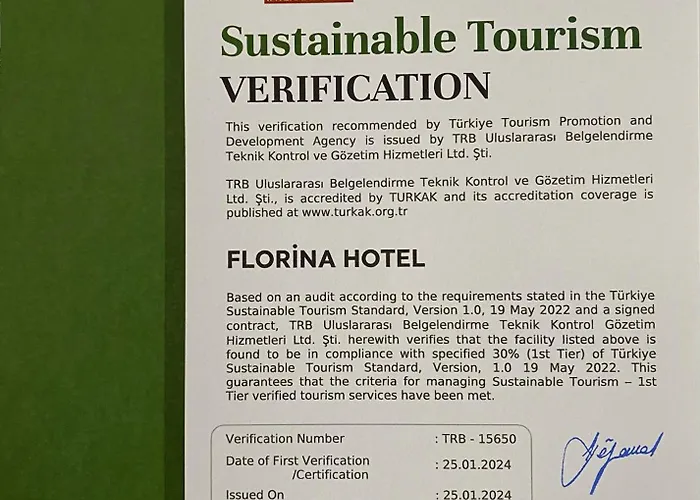 Sustainable Tourism
VERIFICATION
This verification recommended by Türkiye Tourism Promotion and
Development Agency is issued by TRB Uluslararası Belgelendirme
Teknik Kontrol ve Gözetim Hizmetleri Ltd. Şti.
TRB Uluslararası Belgelendirme Teknik Kontrol ve Gözetim Hizmetleri
Ltd. Şti., is accredited by TURKAK and its accreditation coverage is
published at www.turkak.org.tr
FLORİNA HOTEL
Based on an audit according to the requirements stated in the Türkiye
Sustainable Tourism Standard, Version 1.0, 19 May 2022 and a signed
contract, TRB Uluslararası Belgelendirme Teknik Kontrol Gözetim
Hizmetleri Ltd. Şti. herewith verifies that the facility listed above is
found to be in compliance with specified 30% (1st Tier) of Türkiye
Sustainable Tourism Standard, Version, 1.0 19 May 2022. This
guarantees that the criteria for managing Sustainable Tourism – 1st
Tier verified tourism services have been met.
Verification Number : TRB - 15650
Date of First Verification
/Certification : 25.01.2024
Issued On : 25.01.2024